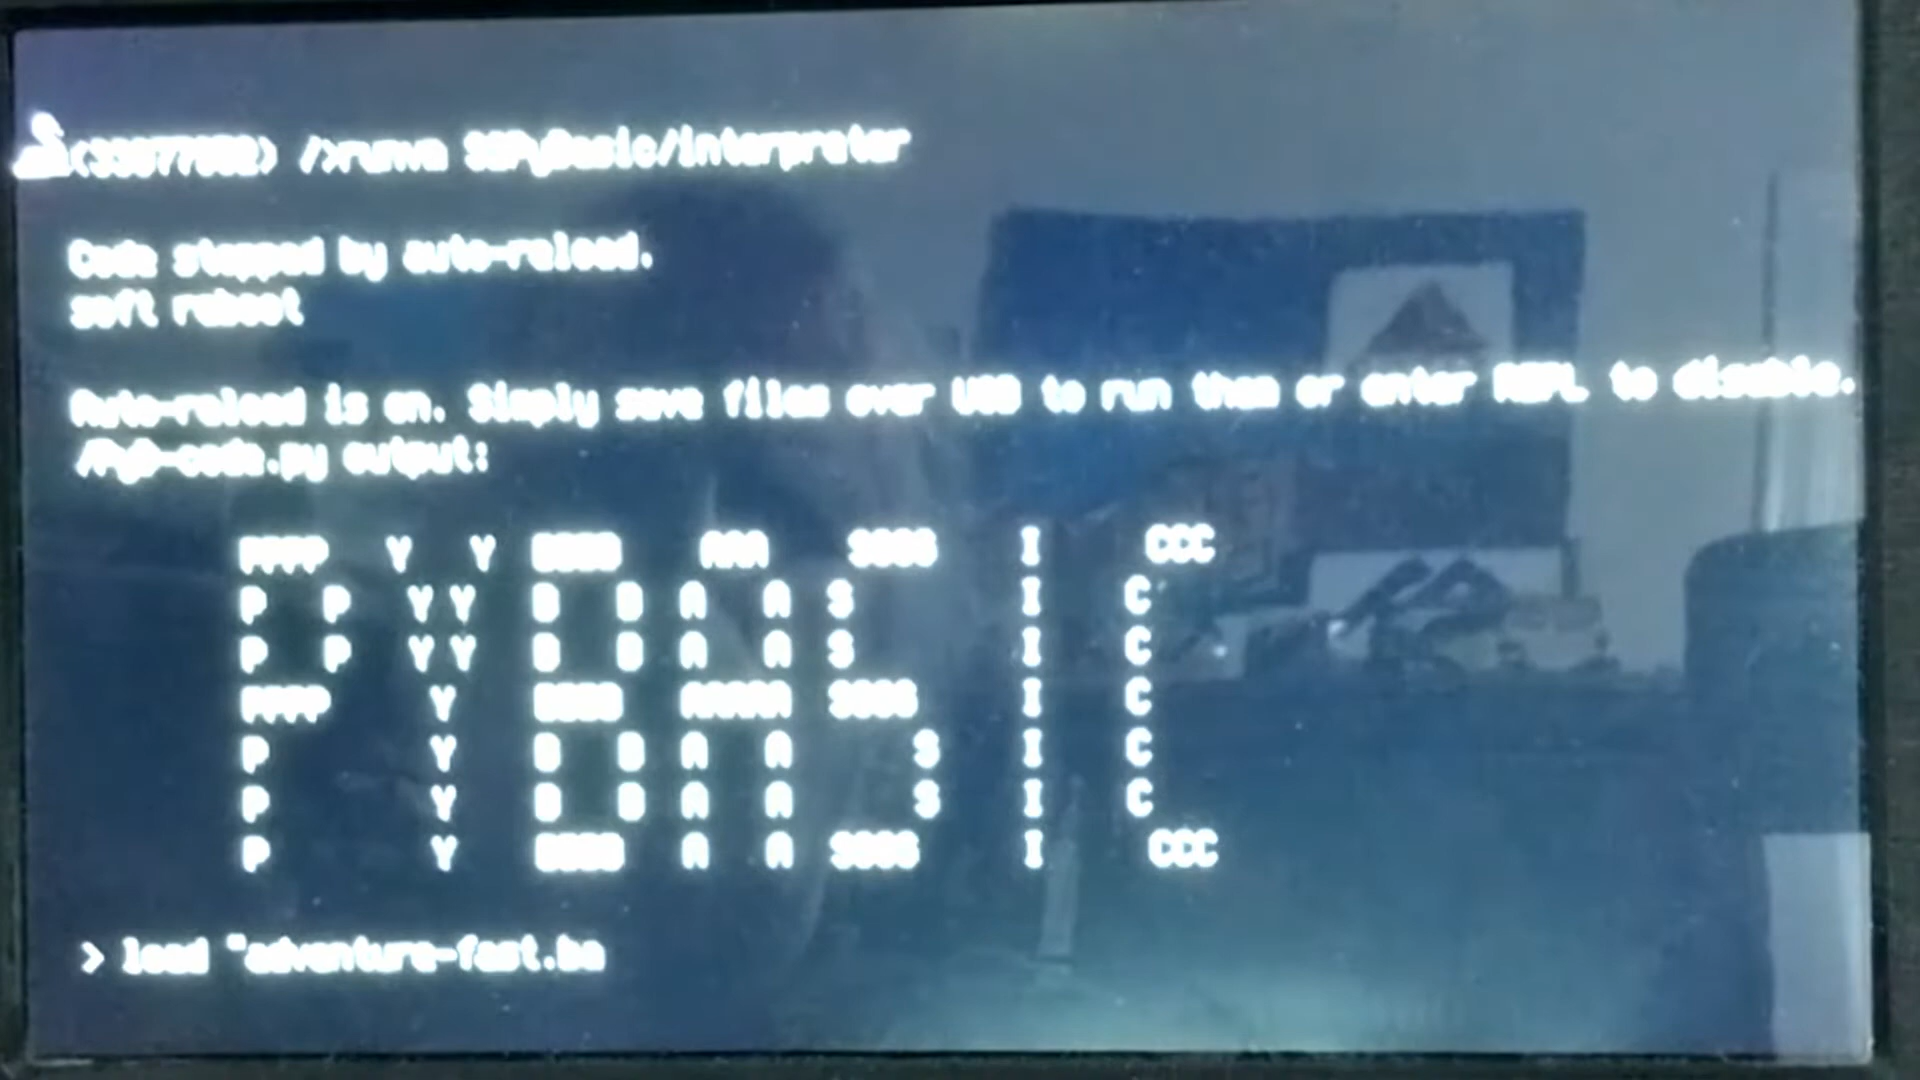 />runvm SSPyBasic/interpreter
Code stopped by auto-reload.
soft reboot
Auto-reload is on. Simply save files over USB to run them or enter REPL to disable.
output:
PPPP Y Y BBBB AAA SSSS I CCC
P P Y Y B B A A S I C
P P Y Y B B A A S I C
PPPP Y BBBB AAAAA SSSS I C
P Y B B A A S I C
P Y B B A A S I C
P Y BBBB A A SSSS I CCC
> load "adventure-fast.ba